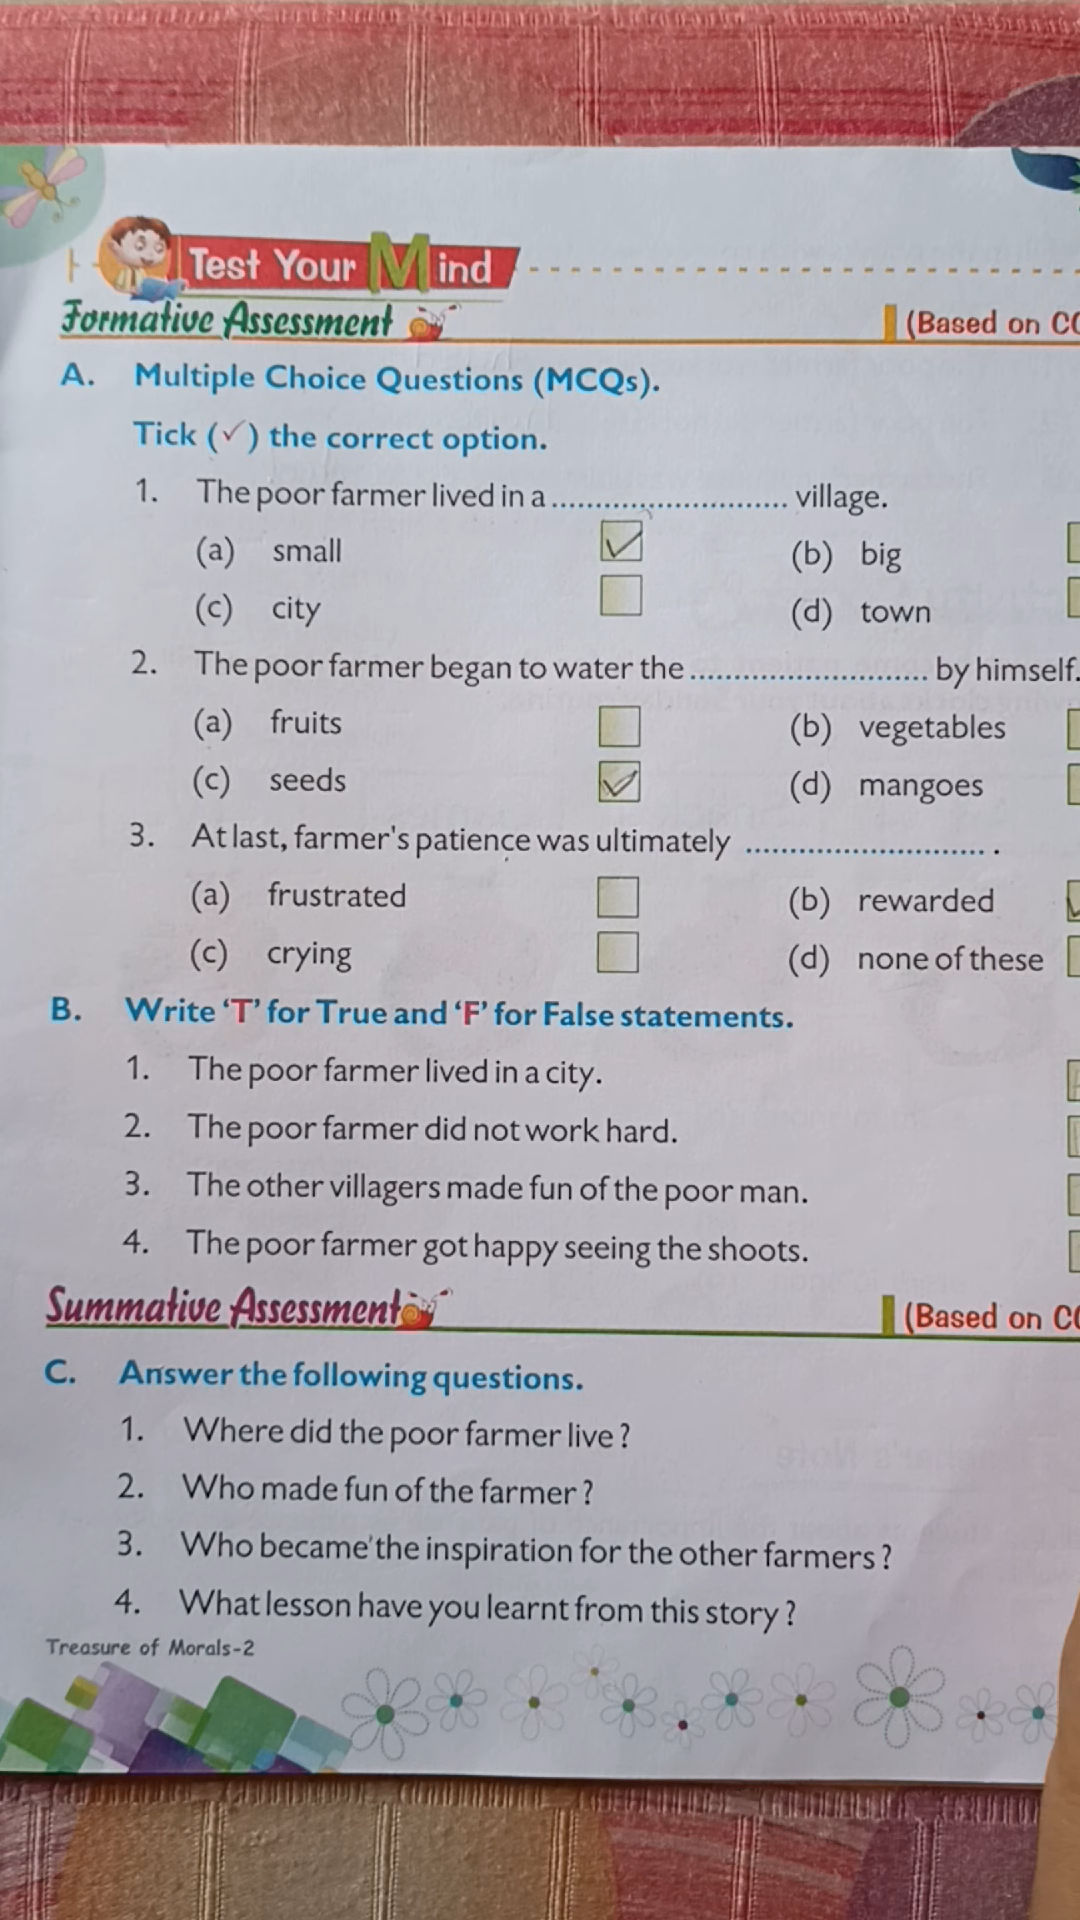 Test Your Mind
Formative Assessment
(Based on
A. Multiple Choice Questions (MCQs).
Tick (✓) the correct option.
1. The poor farmer lived in a ........................... village.
(a) small ✓ (b) big
(c) city (d) town
2. The poor farmer began to water the ........................... by himself.
(a) fruits (b) vegetables
(c) seeds ✓ (d) mangoes
3. At last, farmer's patience was ultimately ........................... .
(a) frustrated (b) rewarded
(c) crying (d) none of these
B. Write 'T' for True and 'F' for False statements.
1. The poor farmer lived in a city.
2. The poor farmer did not work hard.
3. The other villagers made fun of the poor man.
4. The poor farmer got happy seeing the shoots.
Summative Assessment
(Based on
C. Answer the following questions.
1. Where did the poor farmer live ?
2. Who made fun of the farmer ?
3. Who became the inspiration for the other farmers ?
4. What lesson have you learnt from this story ?
Treasure of Morals-2